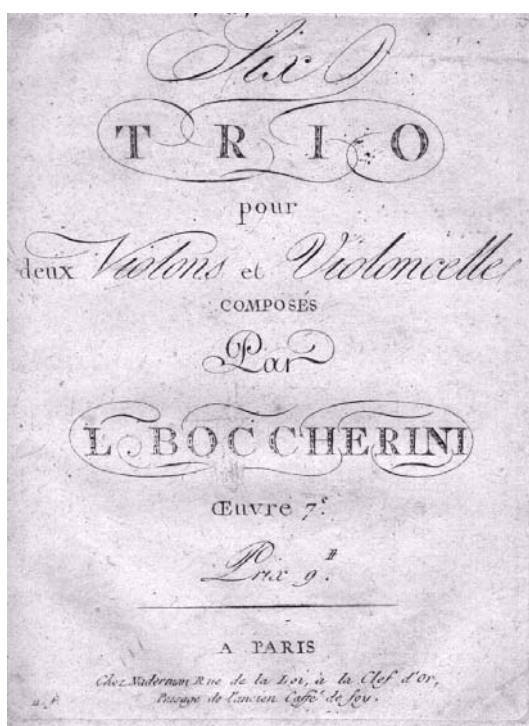 Six
TRIO
pour
deux Violons et Violoncelle
COMPOSÉS
Par
L. BOCCHERINI
Œuvre 7.e
Prix 9.#
A PARIS
Chez Naderman Rue de la Loi, à la Clef d'Or,
Passage de l'ancien Caffé de foy.